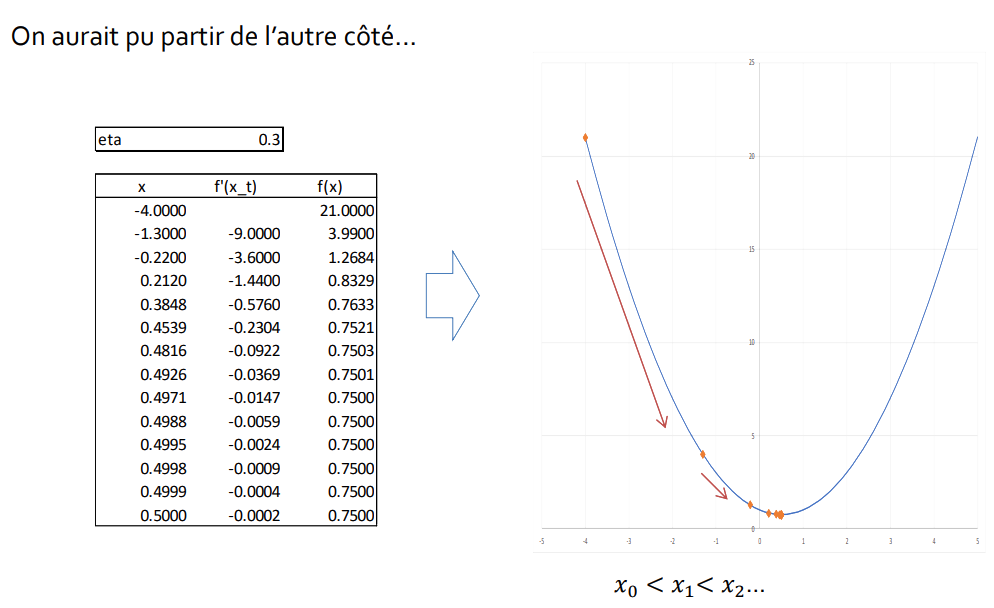 On aurait pu partir de l’autre côté…
eta 0.3
x f'(x_t) f(x)
-4.0000 21.0000
-1.3000 -9.0000 3.9900
-0.2200 -3.6000 1.2684
0.2120 -1.4400 0.8329
0.3848 -0.5760 0.7633
0.4539 -0.2304 0.7521
0.4816 -0.0922 0.7503
0.4926 -0.0369 0.7501
0.4971 -0.0147 0.7500
0.4988 -0.0059 0.7500
0.4995 -0.0024 0.7500
0.4998 -0.0009 0.7500
0.4999 -0.0004 0.7500
0.5000 -0.0002 0.7500
25
20
15
10
5
0
-5 -4 -3 -2 -1 0 1 2 3 4 5
𝑥₀ < 𝑥₁< 𝑥₂…